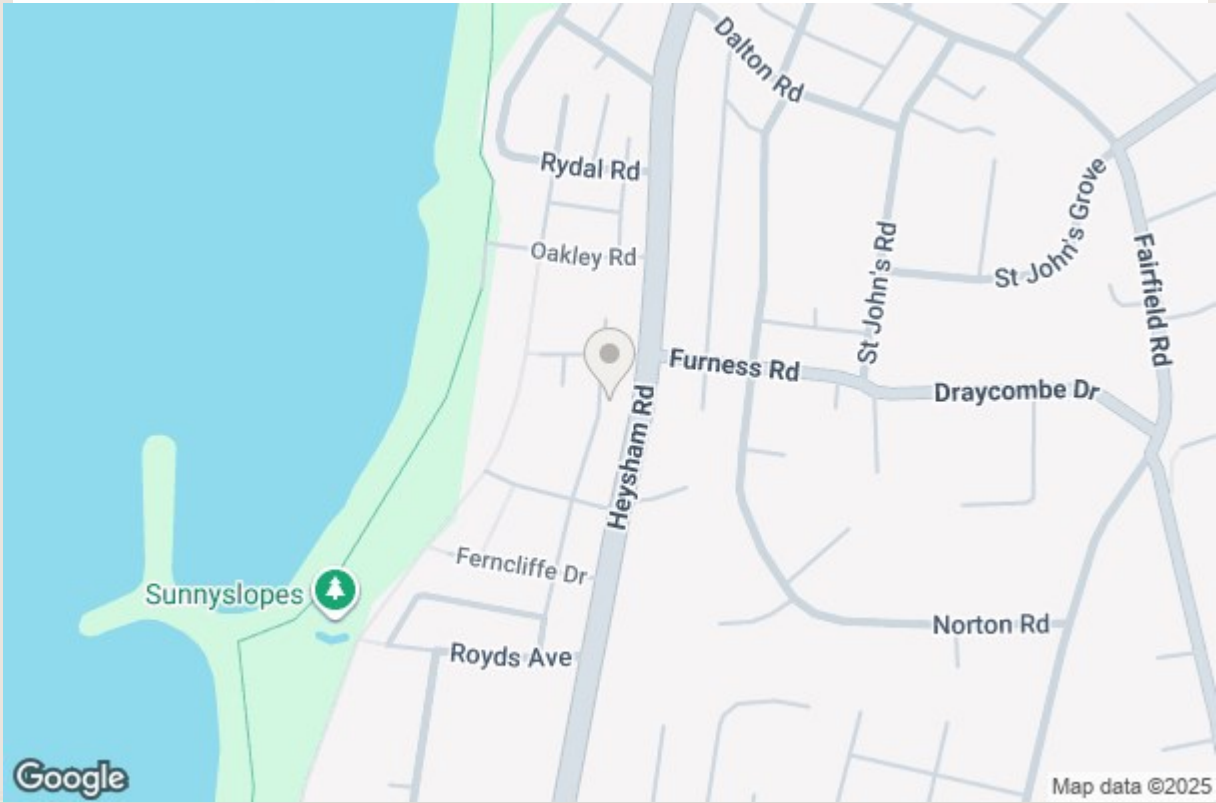 Dalton Rd
Rydal Rd
Oakley Rd
St John's Rd
St John's Grove
Fairfield Rd
Furness Rd
Draycombe Dr
Heysham Rd
Ferncliffe Dr
Sunnyslopes
Norton Rd
Royds Ave
Google
Map data ©2025